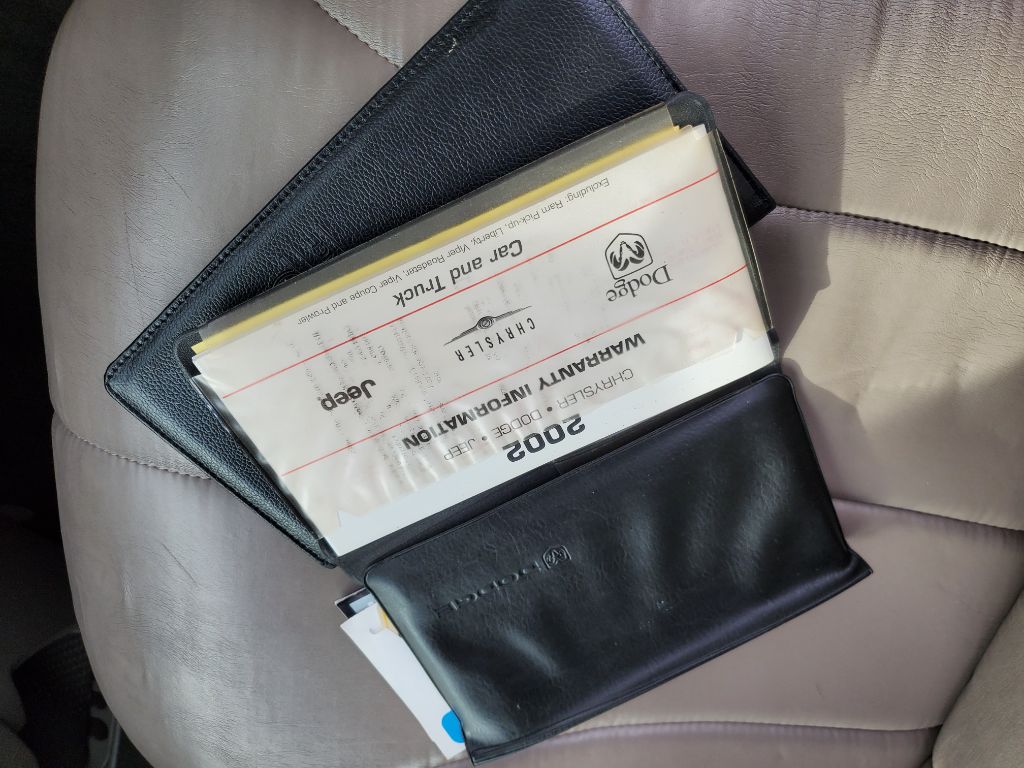 2002
CHRYSLER • DODGE • JEEP
WARRANTY INFORMATION
Dodge
CHRYSLER
Jeep
Car and Truck
Excluding: Ram Pick-up, Liberty, Viper Roadster, Viper Coupe and Prowler
DODGE